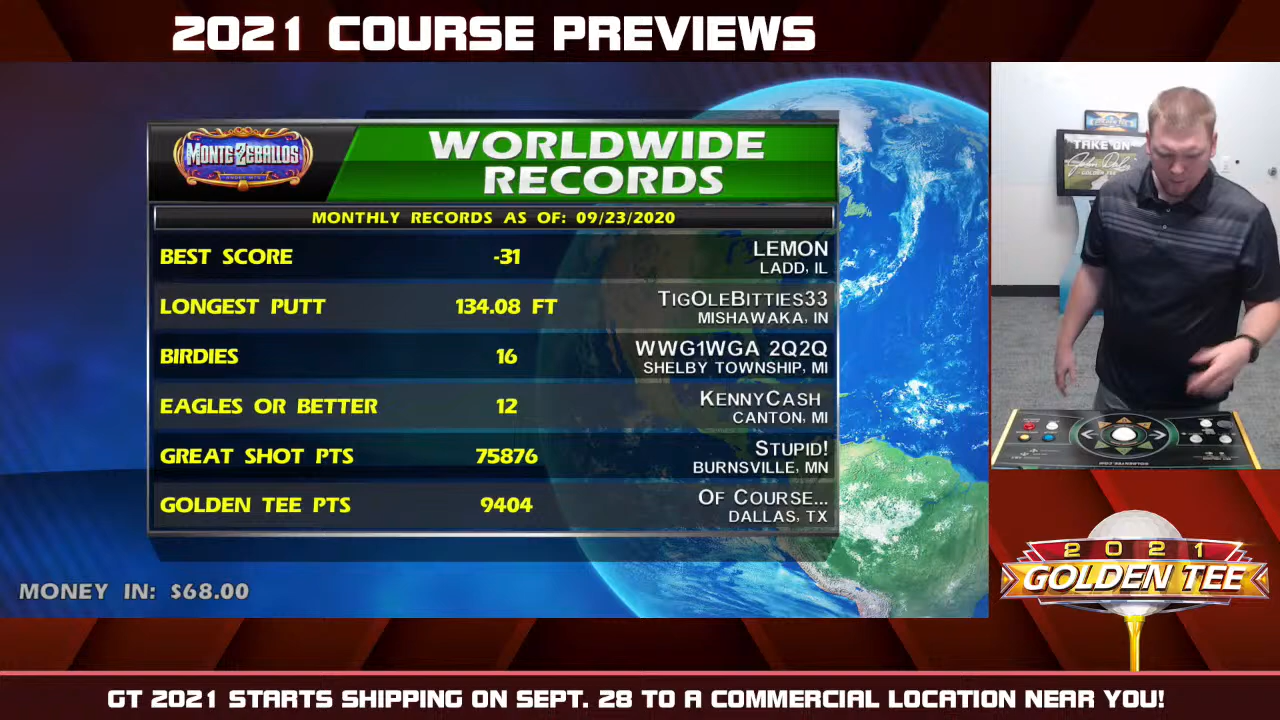 2021 COURSE PREVIEWS
MONTE ZEBALLOS
WORLDWIDE
RECORDS
MONTHLY RECORDS AS OF: 09/23/2020
BEST SCORE -31 LEMON
LADD, IL
LONGEST PUTT 134.08 FT TIGOLEBITTIES33
MISHAWAKA, IN
BIRDIES 16 WWG1WGA 2Q2Q
SHELBY TOWNSHIP, MI
EAGLES OR BETTER 12 KENNYCASH
CANTON, MI
GREAT SHOT PTS 75876 STUPID!
BURNSVILLE, MN
GOLDEN TEE PTS 9404 OF COURSE...
DALLAS, TX
MONEY IN: $68.00
TAKE ON
GOLDEN TEE
2021
GOLDEN TEE
GT 2021 STARTS SHIPPING ON SEPT. 28 TO A COMMERCIAL LOCATION NEAR YOU!